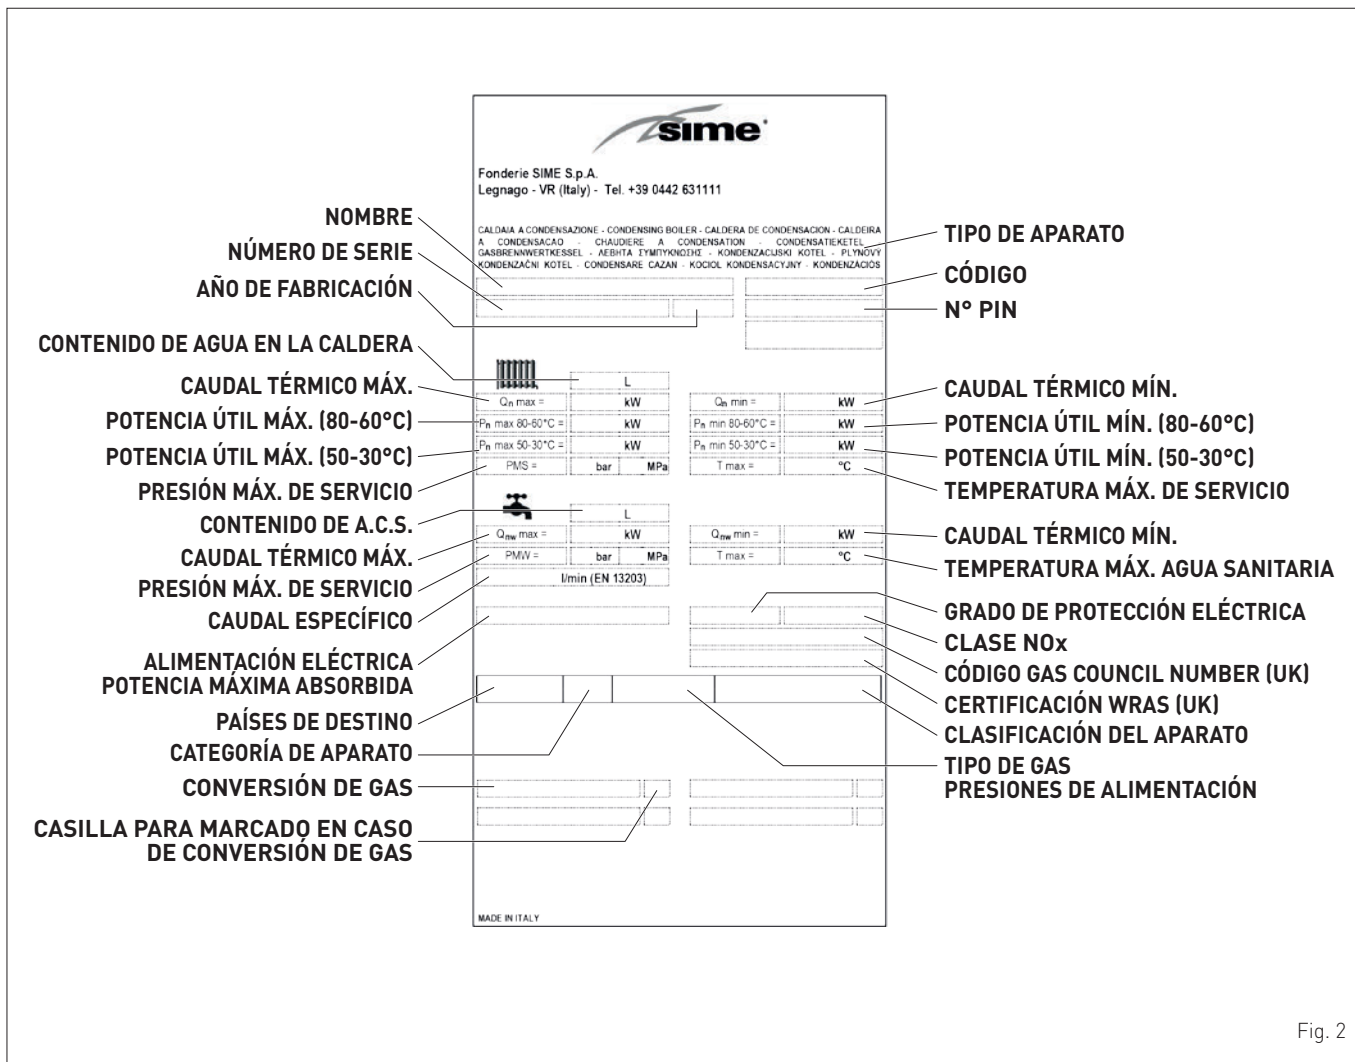 sime
Fonderie SIME S.p.A.
Legnago - VR (Italy) - Tel. +39 0442 631111
CALDAIA A CONDENSAZIONE - CONDENSING BOILER - CALDERA DE CONDENSACION - CALDEIRA
A CONDENSACAO - CHAUDIERE A CONDENSATION - CONDENSATIEKETEL
GASBRENNWERTKESSEL - ΛΕΒΗΤΑ ΣΥΜΠΥΚΝΩΣΗΣ - KONDENZACIJSKI KOTEL - PLYNOVÝ
KONDENZAČNI KOTEL - CONDENSARE CAZAN - KOCIOL KONDENSACYJNY - KONDENZÁCIÓS
NOMBRE
NÚMERO DE SERIE
AÑO DE FABRICACIÓN
TIPO DE APARATO
CÓDIGO
N° PIN
CONTENIDO DE AGUA EN LA CALDERA
L
CAUDAL TÉRMICO MÁX.
Qn max = kW
Qn min = kW
CAUDAL TÉRMICO MÍN.
POTENCIA ÚTIL MÁX. (80-60°C)
Pn max 80-60°C = kW
Pn min 80-60°C = kW
POTENCIA ÚTIL MÍN. (80-60°C)
POTENCIA ÚTIL MÁX. (50-30°C)
Pn max 50-30°C = kW
Pn min 50-30°C = kW
POTENCIA ÚTIL MÍN. (50-30°C)
PRESIÓN MÁX. DE SERVICIO
PMS = bar MPa
T max = °C
TEMPERATURA MÁX. DE SERVICIO
CONTENIDO DE A.C.S.
L
CAUDAL TÉRMICO MÁX.
Qnw max = kW
Qnw min = kW
CAUDAL TÉRMICO MÍN.
PRESIÓN MÁX. DE SERVICIO
PMW = bar MPa
T max = °C
TEMPERATURA MÁX. AGUA SANITARIA
CAUDAL ESPECÍFICO
l/min (EN 13203)
GRADO DE PROTECCIÓN ELÉCTRICA
CLASE NOx
ALIMENTACIÓN ELÉCTRICA
POTENCIA MÁXIMA ABSORBIDA
CÓDIGO GAS COUNCIL NUMBER (UK)
CERTIFICACIÓN WRAS (UK)
PAÍSES DE DESTINO
CLASIFICACIÓN DEL APARATO
CATEGORÍA DE APARATO
TIPO DE GAS
PRESIONES DE ALIMENTACIÓN
CONVERSIÓN DE GAS
CASILLA PARA MARCADO EN CASO
DE CONVERSIÓN DE GAS
MADE IN ITALY
Fig. 2